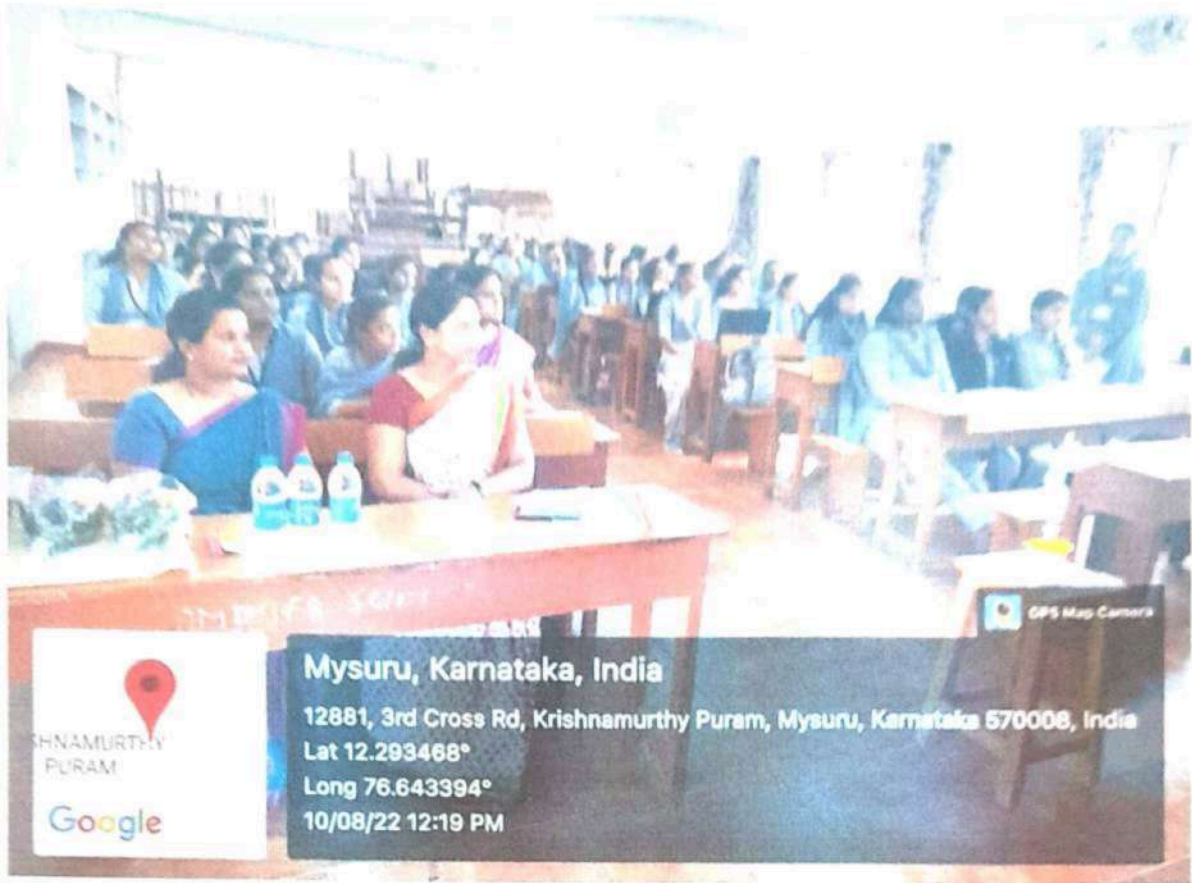 GPS Map Camera
Mysuru, Karnataka, India
12881, 3rd Cross Rd, Krishnamurthy Puram, Mysuru, Karnataka 570008, India
Lat 12.293468°
Long 76.643394°
10/08/22 12:19 PM
SHNAMURTHY
PURAM
Google